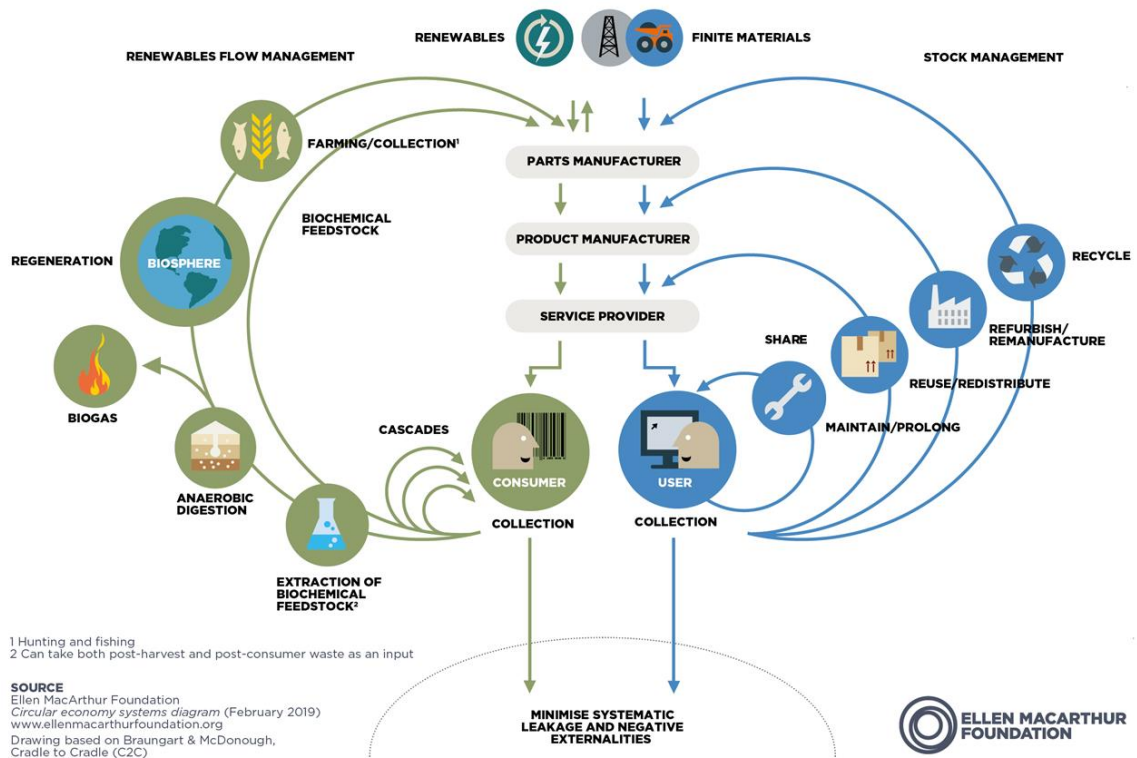 RENEWABLES
FINITE MATERIALS
RENEWABLES FLOW MANAGEMENT
STOCK MANAGEMENT
FARMING/COLLECTION¹
PARTS MANUFACTURER
BIOCHEMICAL
FEEDSTOCK
PRODUCT MANUFACTURER
REGENERATION
BIOSPHERE
RECYCLE
SERVICE PROVIDER
SHARE
REFURBISH/
REMANUFACTURE
REUSE/REDISTRIBUTE
BIOGAS
CASCADES
MAINTAIN/PROLONG
CONSUMER
USER
ANAEROBIC
DIGESTION
COLLECTION
COLLECTION
EXTRACTION OF
BIOCHEMICAL
FEEDSTOCK²
1 Hunting and fishing
2 Can take both post-harvest and post-consumer waste as an input
SOURCE
Ellen MacArthur Foundation
Circular economy systems diagram (February 2019)
www.ellenmacarthurfoundation.org
Drawing based on Braungart & McDonough,
Cradle to Cradle (C2C)
MINIMISE SYSTEMATIC
LEAKAGE AND NEGATIVE
EXTERNALITIES
ELLEN MACARTHUR
FOUNDATION